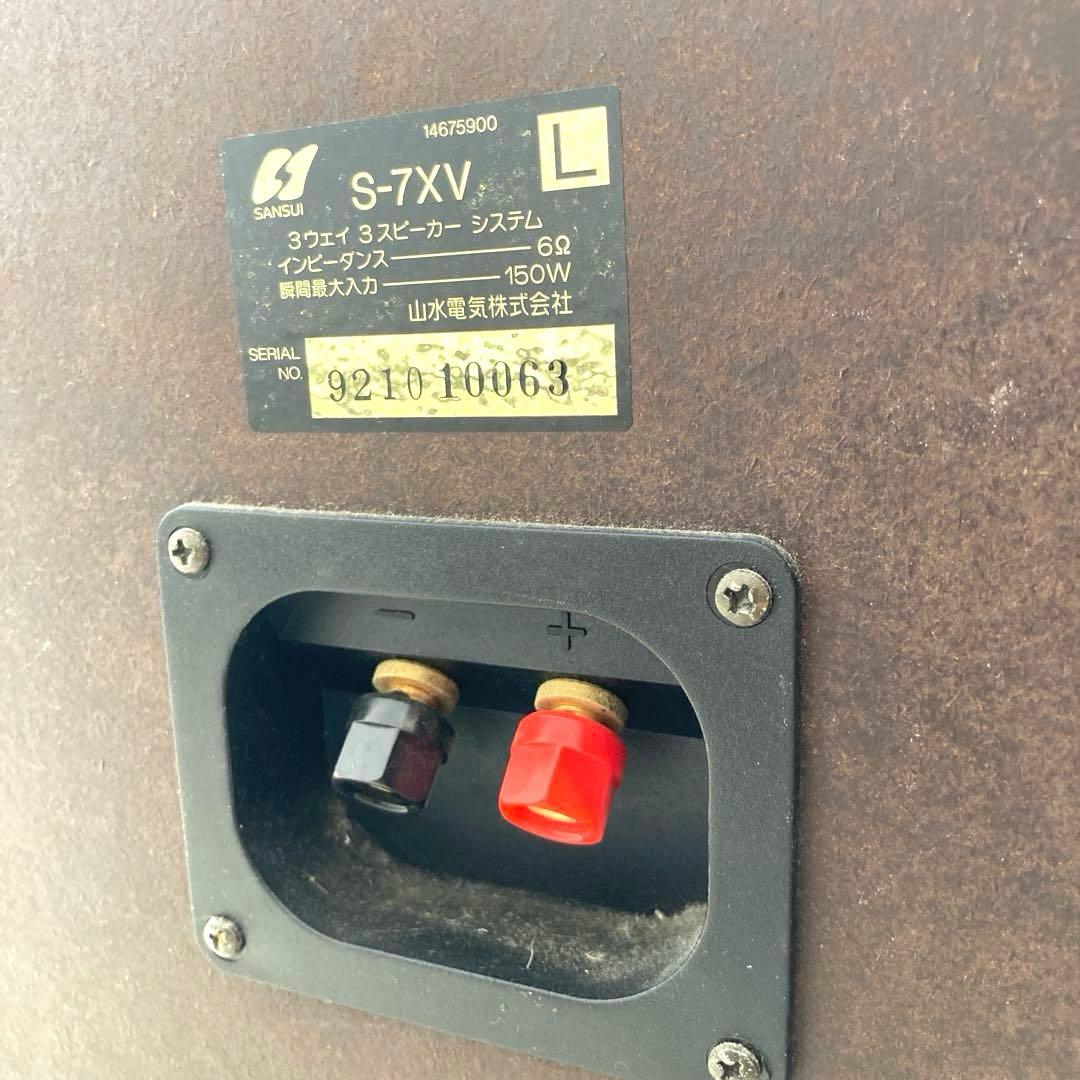 14675900
L
SANSUI
S-7XV
3ウェイ 3スピーカー システム
インピーダンス 6Ω
瞬間最大入力 150W
山水電気株式会社
SERIAL
NO.
921010063
− +